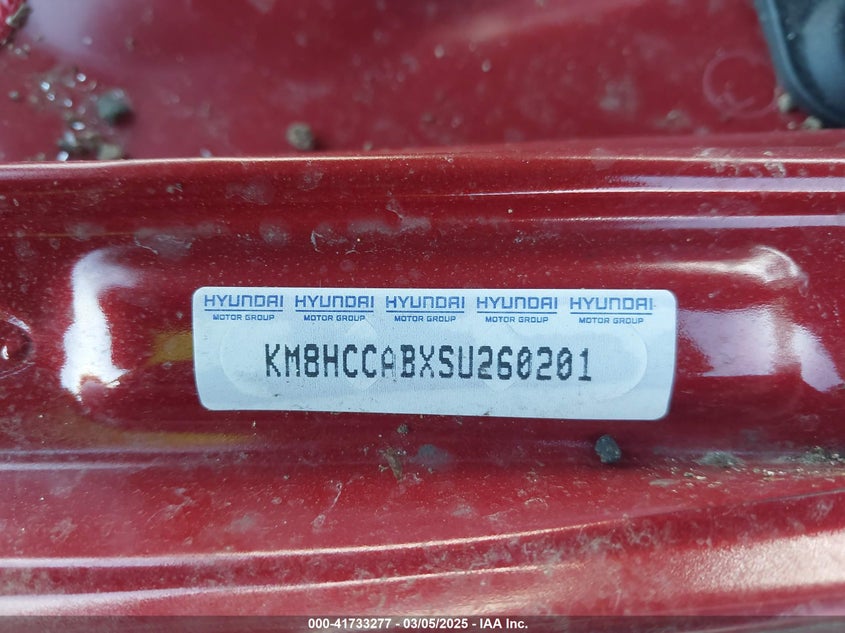 HYUNDAI HYUNDAI HYUNDAI HYUNDAI HYUNDAI
MOTOR GROUP MOTOR GROUP MOTOR GROUP MOTOR GROUP MOTOR GROUP
KM8HCCABXSU260201
000-41733277 - 03/05/2025 - IAA Inc.